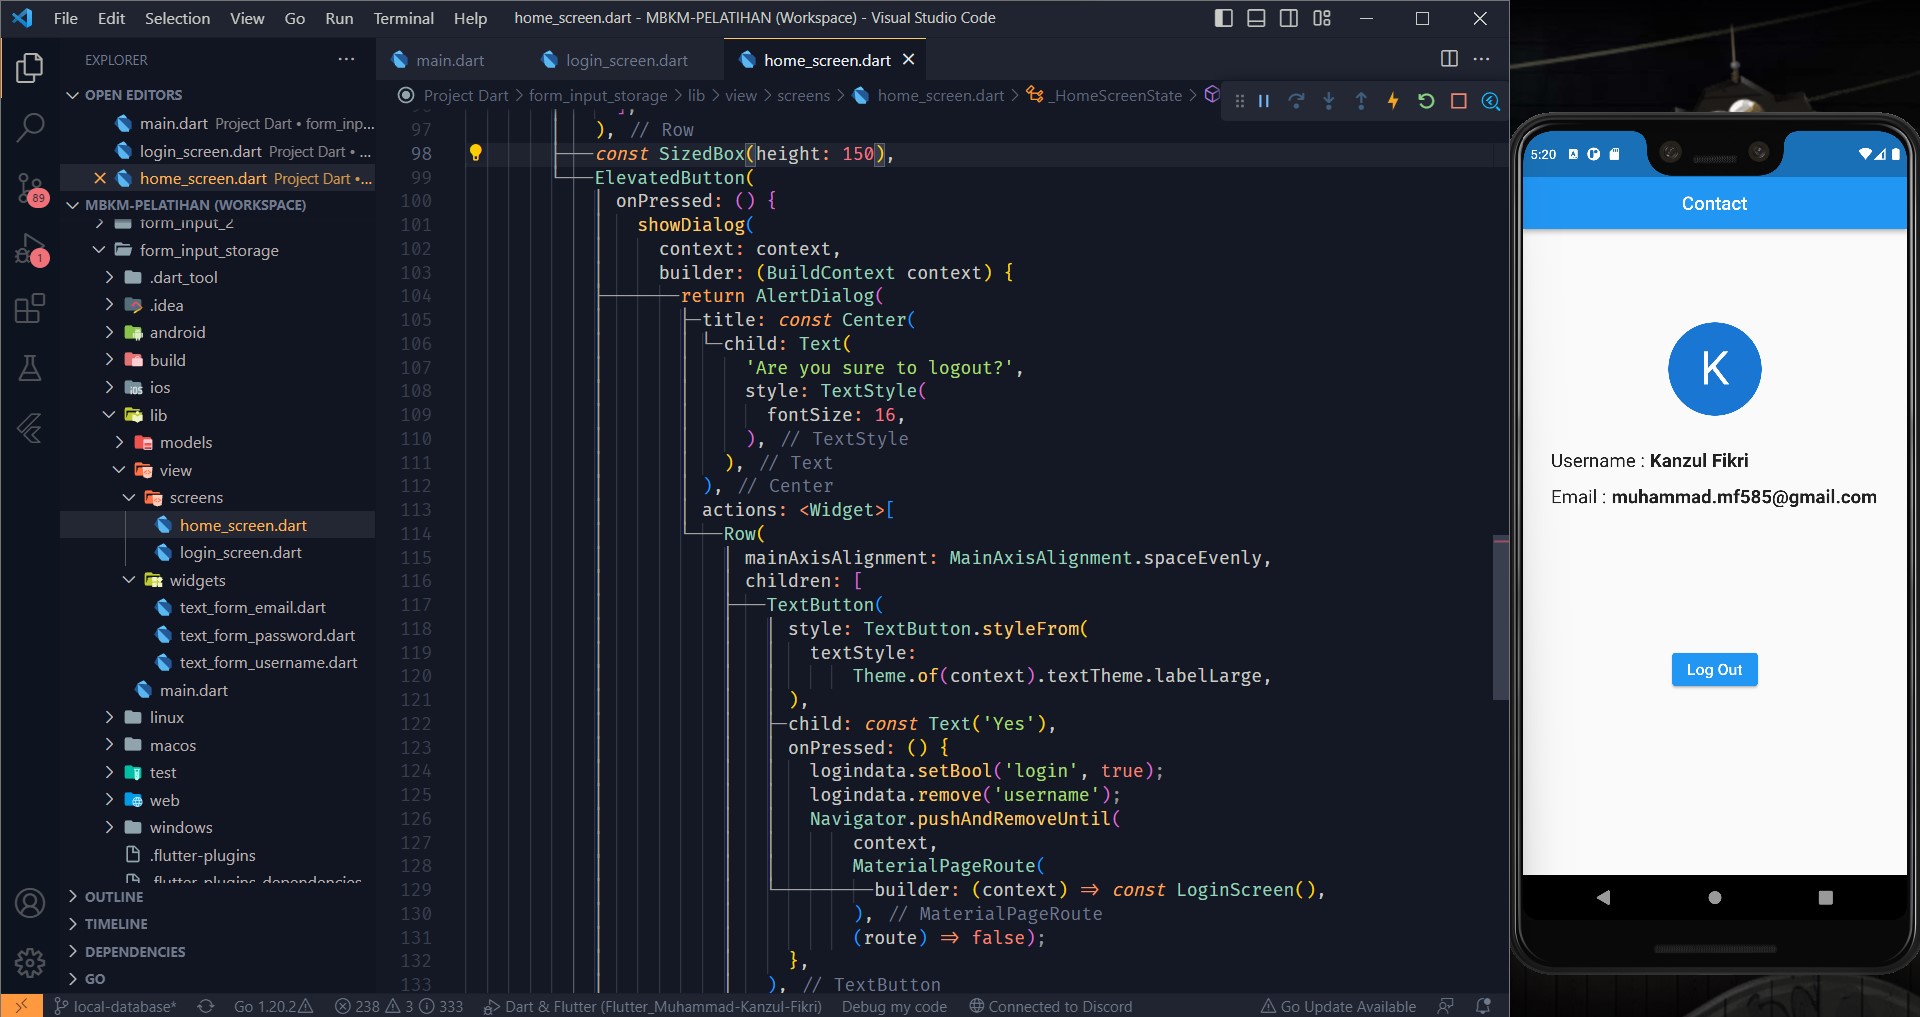 File Edit Selection View Go Run Terminal Help home_screen.dart - MBKM-PELATIHAN (Workspace) - Visual Studio Code
EXPLORER
OPEN EDITORS
main.dart Project Dart • form_inp...
login_screen.dart Project Dart • ...
home_screen.dart Project Dart •...
MBKM-PELATIHAN (WORKSPACE)
form_input_2
form_input_storage
.dart_tool
.idea
android
build
ios
lib
models
view
screens
home_screen.dart
login_screen.dart
widgets
text_form_email.dart
text_form_password.dart
text_form_username.dart
main.dart
linux
macos
test
web
windows
.flutter-plugins
.flutter-plugins-dependencies
OUTLINE
TIMELINE
DEPENDENCIES
GO
89
1
main.dart login_screen.dart home_screen.dart
Project Dart > form_input_storage > lib > view > screens > home_screen.dart > _HomeScreenState >
],
97 ), // Row
98 const SizedBox(height: 150),
99 ElevatedButton(
100 onPressed: () {
101 showDialog(
102 context: context,
103 builder: (BuildContext context) {
104 return AlertDialog(
105 title: const Center(
106 child: Text(
107 'Are you sure to logout?',
108 style: TextStyle(
109 fontSize: 16,
110 ), // TextStyle
111 ), // Text
112 ), // Center
113 actions: <Widget>[
114 Row(
115 mainAxisAlignment: MainAxisAlignment.spaceEvenly,
116 children: [
117 TextButton(
118 style: TextButton.styleFrom(
119 textStyle:
120 Theme.of(context).textTheme.labelLarge,
121 ),
122 child: const Text('Yes'),
123 onPressed: () {
124 logindata.setBool('login', true);
125 logindata.remove('username');
126 Navigator.pushAndRemoveUntil(
127 context,
128 MaterialPageRoute(
129 builder: (context) => const LoginScreen(),
130 ), // MaterialPageRoute
131 (route) => false);
132 },
133 ), // TextButton
local-database* Go 1.20.2 238 3 333 Dart & Flutter (Flutter_Muhammad-Kanzul-Fikri) Debug my code Connected to Discord Go Update Available
5:20
Contact
K
Username : Kanzul Fikri
Email : muhammad.mf585@gmail.com
Log Out